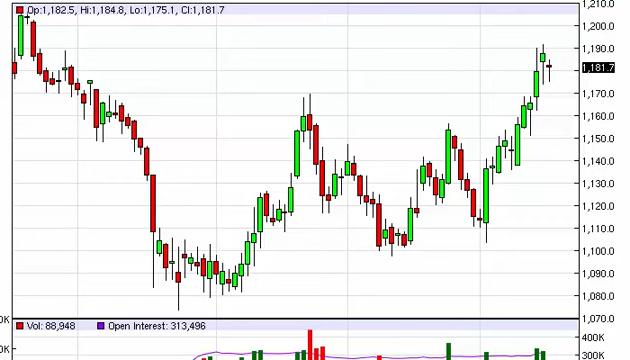 Op:1,182.5, Hi:1,184.8, Lo:1,175.1, Cl:1,181.7
1,210.0
1,200.0
1,190.0
1,181.7
1,170.0
1,160.0
1,150.0
1,140.0
1,130.0
1,120.0
1,110.0
1,100.0
1,090.0
1,080.0
1,070.0
0K
Vol: 88,948 Open Interest: 313,496
400K
0K
300K